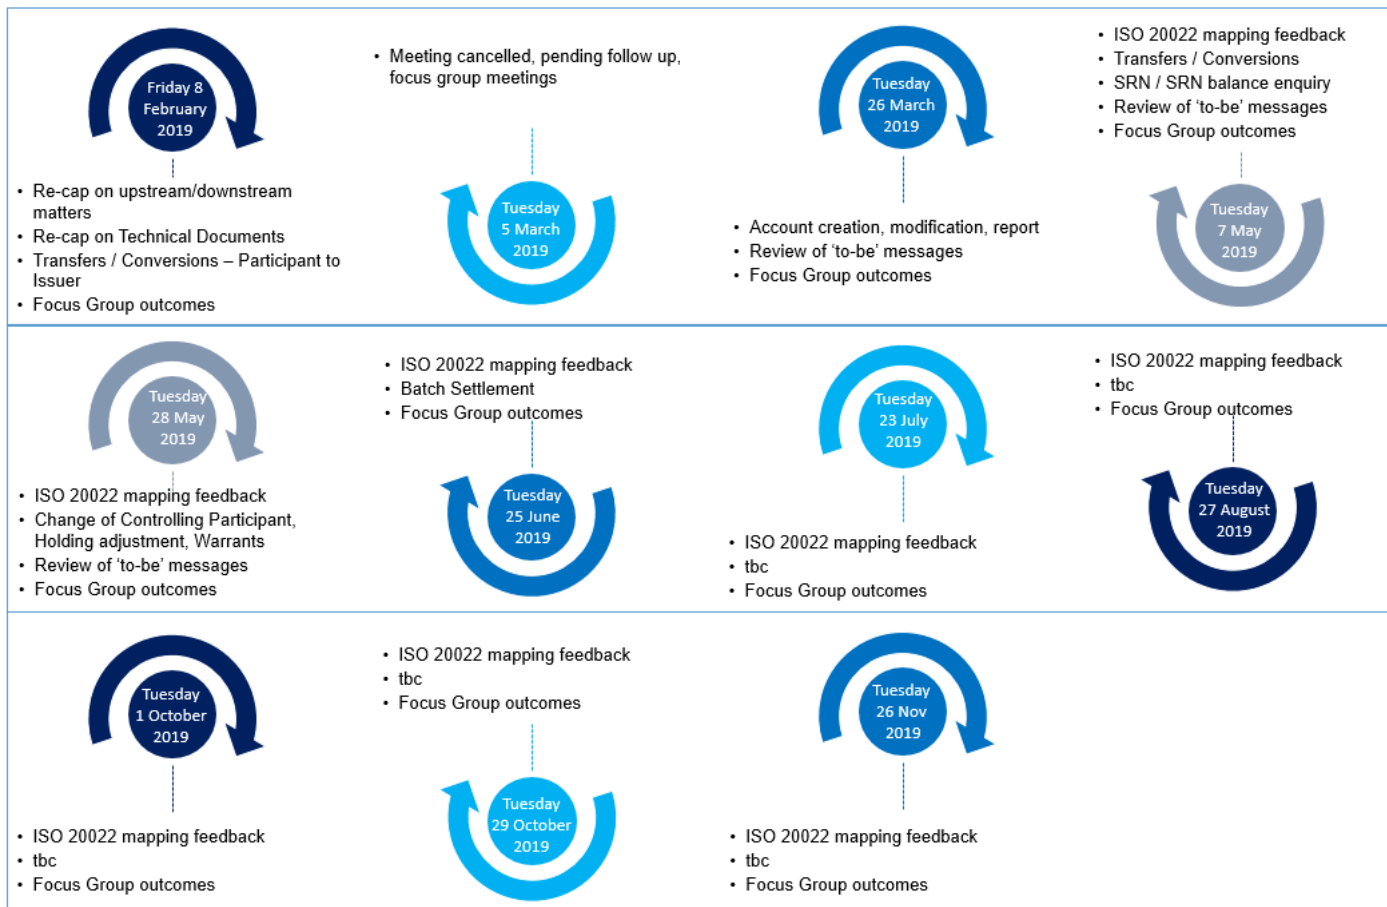 Friday 8
February
2019
• Re-cap on upstream/downstream
matters
• Re-cap on Technical Documents
• Transfers / Conversions – Participant to
Issuer
• Focus Group outcomes
• Meeting cancelled, pending follow up,
focus group meetings
Tuesday
5 March
2019
Tuesday
26 March
2019
• Account creation, modification, report
• Review of ‘to-be’ messages
• Focus Group outcomes
• ISO 20022 mapping feedback
• Transfers / Conversions
• SRN / SRN balance enquiry
• Review of ‘to-be’ messages
• Focus Group outcomes
Tuesday
7 May
2019
Tuesday
28 May
2019
• ISO 20022 mapping feedback
• Change of Controlling Participant,
Holding adjustment, Warrants
• Review of ‘to-be’ messages
• Focus Group outcomes
• ISO 20022 mapping feedback
• Batch Settlement
• Focus Group outcomes
Tuesday
25 June
2019
Tuesday
23 July
2019
• ISO 20022 mapping feedback
• tbc
• Focus Group outcomes
• ISO 20022 mapping feedback
• tbc
• Focus Group outcomes
Tuesday
27 August
2019
Tuesday
1 October
2019
• ISO 20022 mapping feedback
• tbc
• Focus Group outcomes
• ISO 20022 mapping feedback
• tbc
• Focus Group outcomes
Tuesday
29 October
2019
Tuesday
26 Nov
2019
• ISO 20022 mapping feedback
• tbc
• Focus Group outcomes